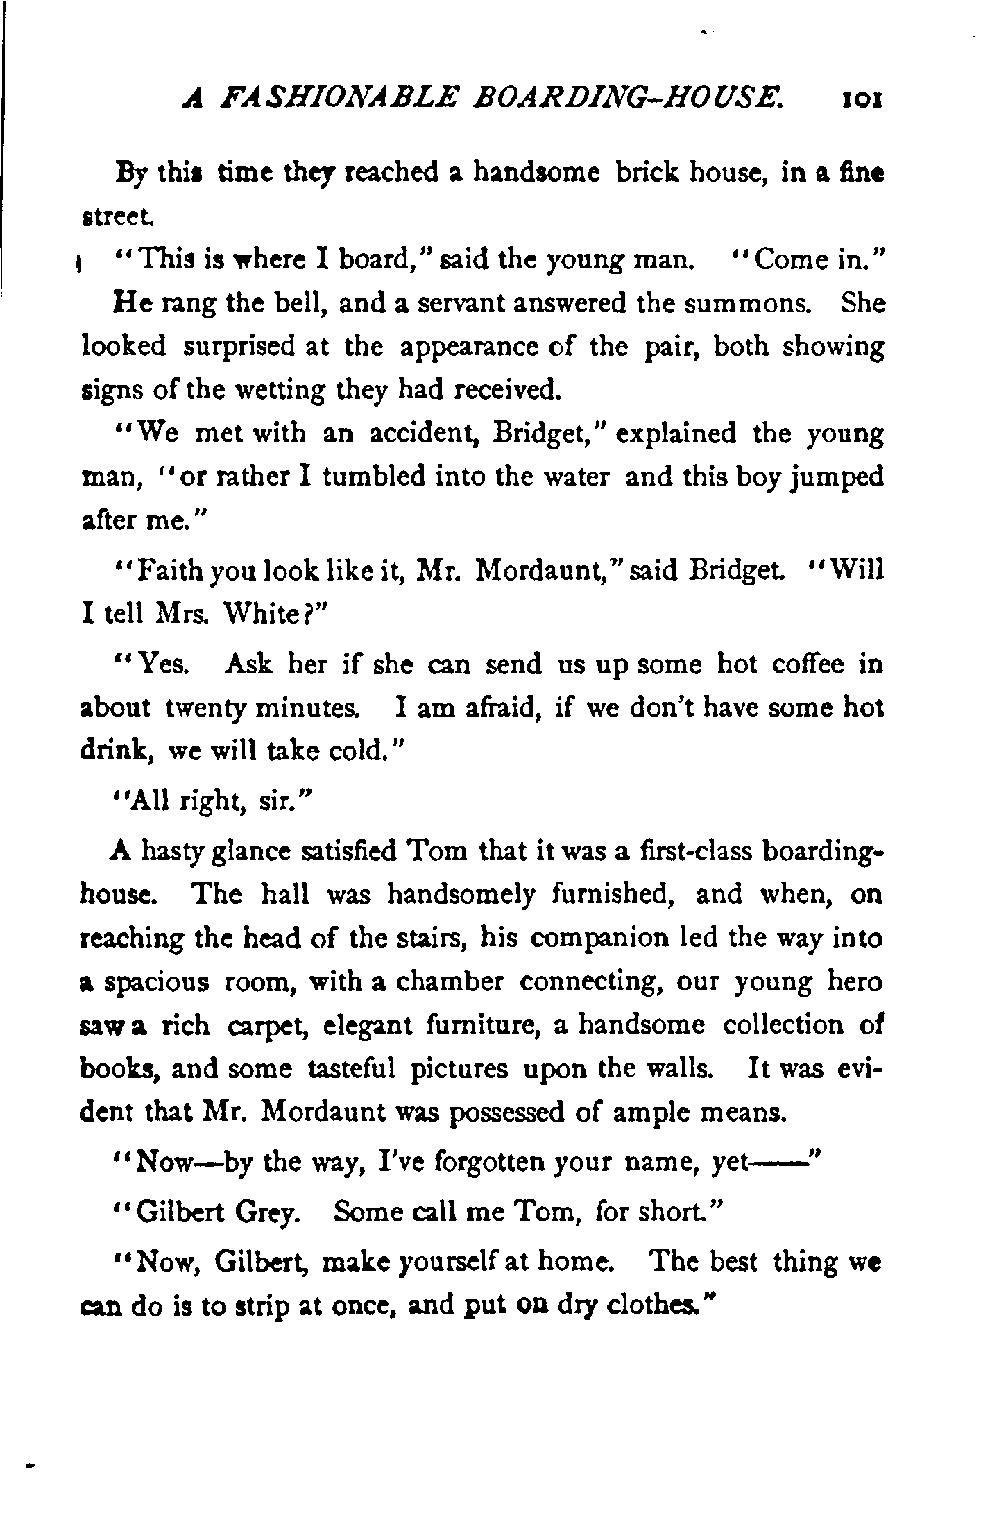 A FASHIONABLE BOARDING-HOUSE. 101
By this time they reached a handsome brick house, in a fine
street.
"This is where I board," said the young man. "Come in."
He rang the bell, and a servant answered the summons. She
looked surprised at the appearance of the pair, both showing
signs of the wetting they had received.
"We met with an accident, Bridget," explained the young
man, "or rather I tumbled into the water and this boy jumped
after me."
"Faith you look like it, Mr. Mordaunt," said Bridget. "Will
I tell Mrs. White?"
"Yes. Ask her if she can send us up some hot coffee in
about twenty minutes. I am afraid, if we don't have some hot
drink, we will take cold."
"All right, sir."
A hasty glance satisfied Tom that it was a first-class boarding-
house. The hall was handsomely furnished, and when, on
reaching the head of the stairs, his companion led the way into
a spacious room, with a chamber connecting, our young hero
saw a rich carpet, elegant furniture, a handsome collection of
books, and some tasteful pictures upon the walls. It was evi-
dent that Mr. Mordaunt was possessed of ample means.
"Now—by the way, I've forgotten your name, yet——"
"Gilbert Grey. Some call me Tom, for short."
"Now, Gilbert, make yourself at home. The best thing we
can do is to strip at once, and put on dry clothes."